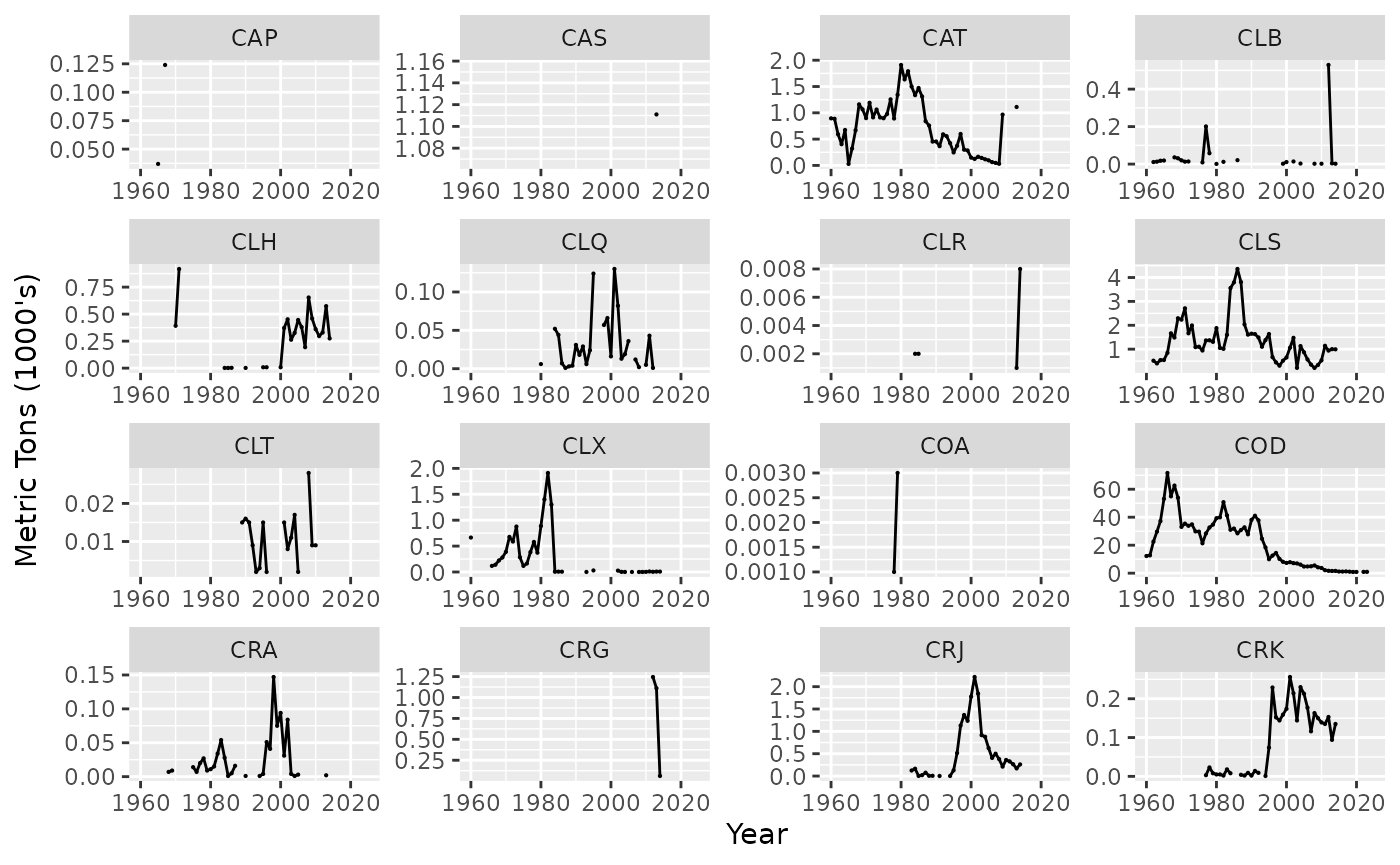 CAP CAS CAT CLB
0.125 0.100 0.075 0.050
1.16 1.14 1.12 1.10 1.08
2.0 1.5 1.0 0.5 0.0
0.4 0.2 0.0
1960 1980 2000 2020 1960 1980 2000 2020 1960 1980 2000 2020 1960 1980 2000 2020
CLH CLQ CLR CLS
0.75 0.50 0.25 0.00
0.10 0.05 0.00
0.008 0.006 0.004 0.002
4 3 2 1
1960 1980 2000 2020 1960 1980 2000 2020 1960 1980 2000 2020 1960 1980 2000 2020
Metric Tons (1000's)
CLT CLX COA COD
0.02 0.01
2.0 1.5 1.0 0.5 0.0
0.0030 0.0025 0.0020 0.0015 0.0010
60 40 20 0
1960 1980 2000 2020 1960 1980 2000 2020 1960 1980 2000 2020 1960 1980 2000 2020
CRA CRG CRJ CRK
0.15 0.10 0.05 0.00
1.25 1.00 0.75 0.50 0.25
2.0 1.5 1.0 0.5 0.0
0.2 0.1 0.0
1960 1980 2000 2020 1960 1980 2000 2020 1960 1980 2000 2020 1960 1980 2000 2020
Year